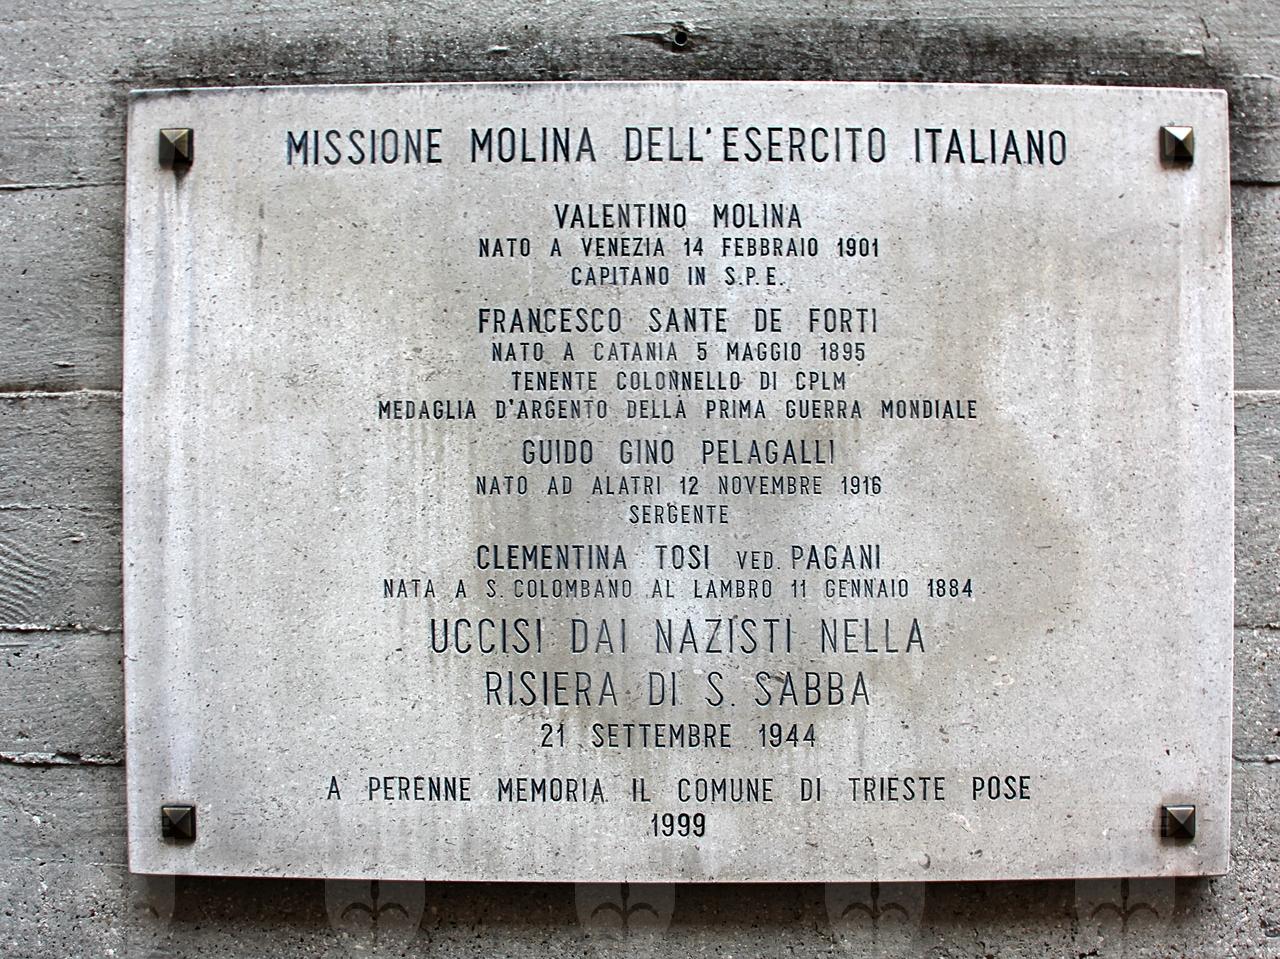 MISSIONE MOLINA DELL'ESERCITO ITALIANO
VALENTINO MOLINA
NATO A VENEZIA 14 FEBBRAIO 1901
CAPITANO IN S.P.E.
FRANCESCO SANTE DE FORTI
NATO A CATANIA 5 MAGGIO 1895
TENENTE COLONNELLO DI CPLM
MEDAGLIA D'ARGENTO DELLA PRIMA GUERRA MONDIALE
GUIDO GINO PELAGALLI
NATO AD ALATRI 12 NOVEMBRE 1916
SERGENTE
CLEMENTINA TOSI VED. PAGANI
NATA A S. COLOMBANO AL LAMBRO 11 GENNAIO 1884
UCCISI DAI NAZISTI NELLA
RISIERA DI S. SABBA
21 SETTEMBRE 1944
A PERENNE MEMORIA IL COMUNE DI TRIESTE POSE
1999